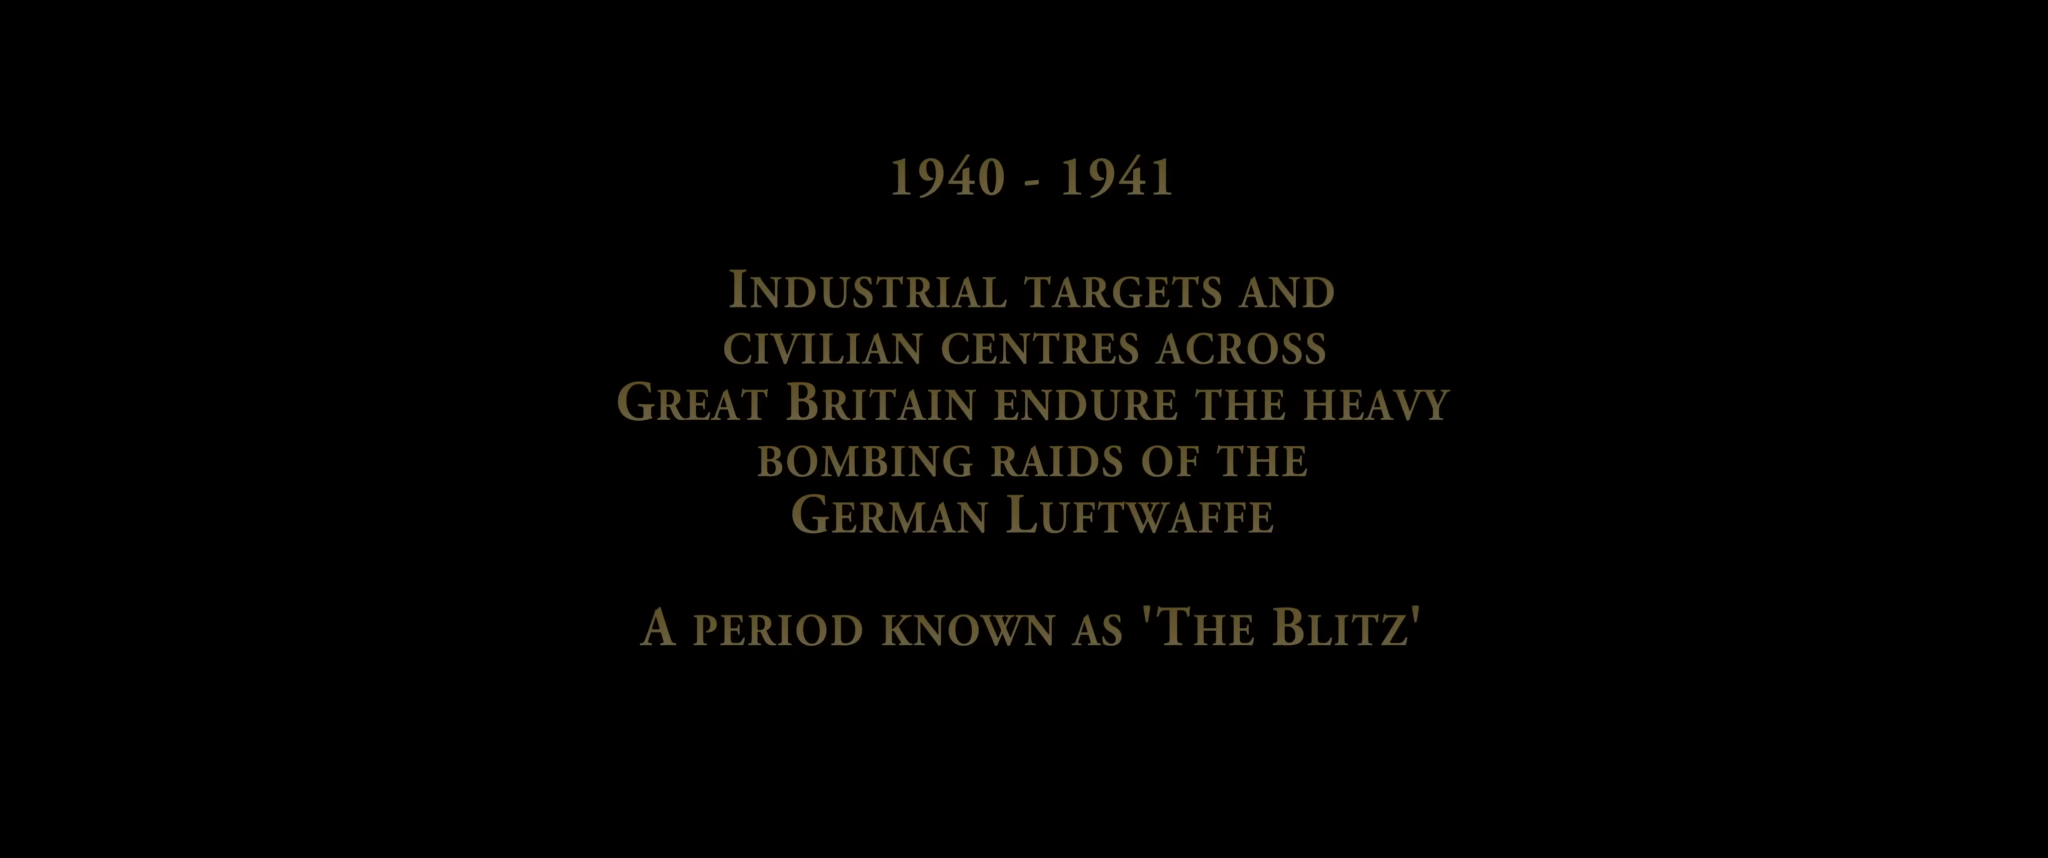 1940 - 1941
Industrial targets and
civilian centres across
Great Britain endure the heavy
bombing raids of the
German Luftwaffe
A period known as 'The Blitz'